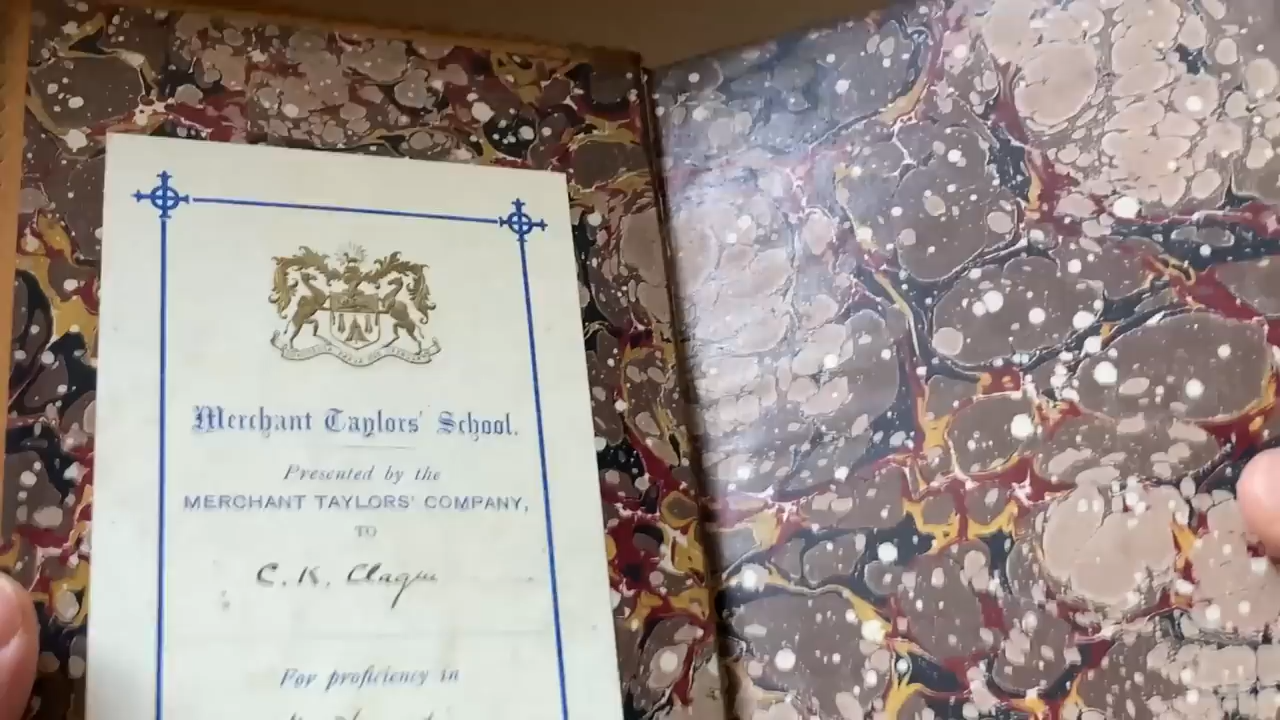 Merchant Taylors' School.
Presented by the
MERCHANT TAYLORS' COMPANY,
TO
C. K. Clague
For proficiency in